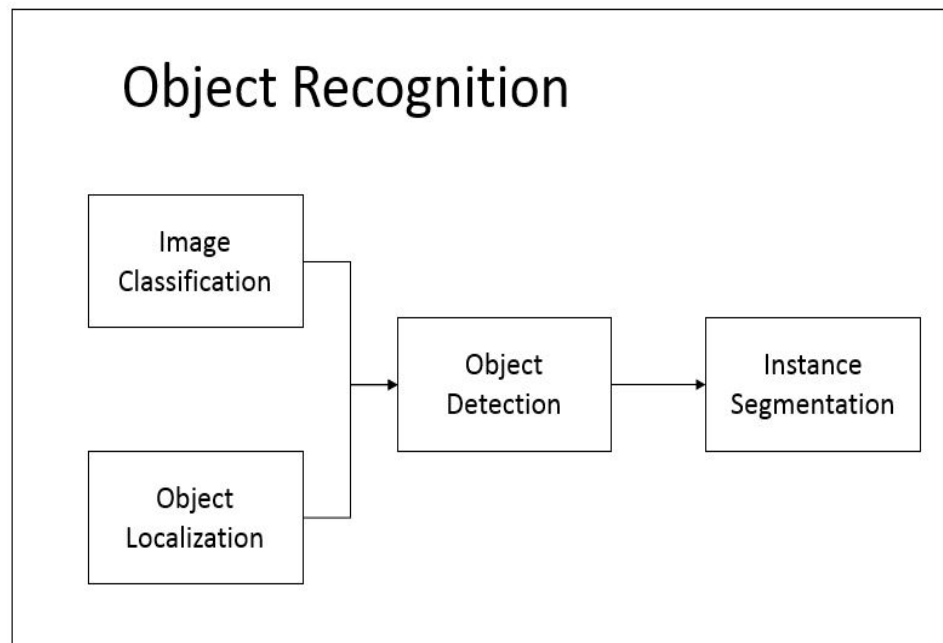 Object Recognition
Image
Classification
Object
Detection
Instance
Segmentation
Object
Localization